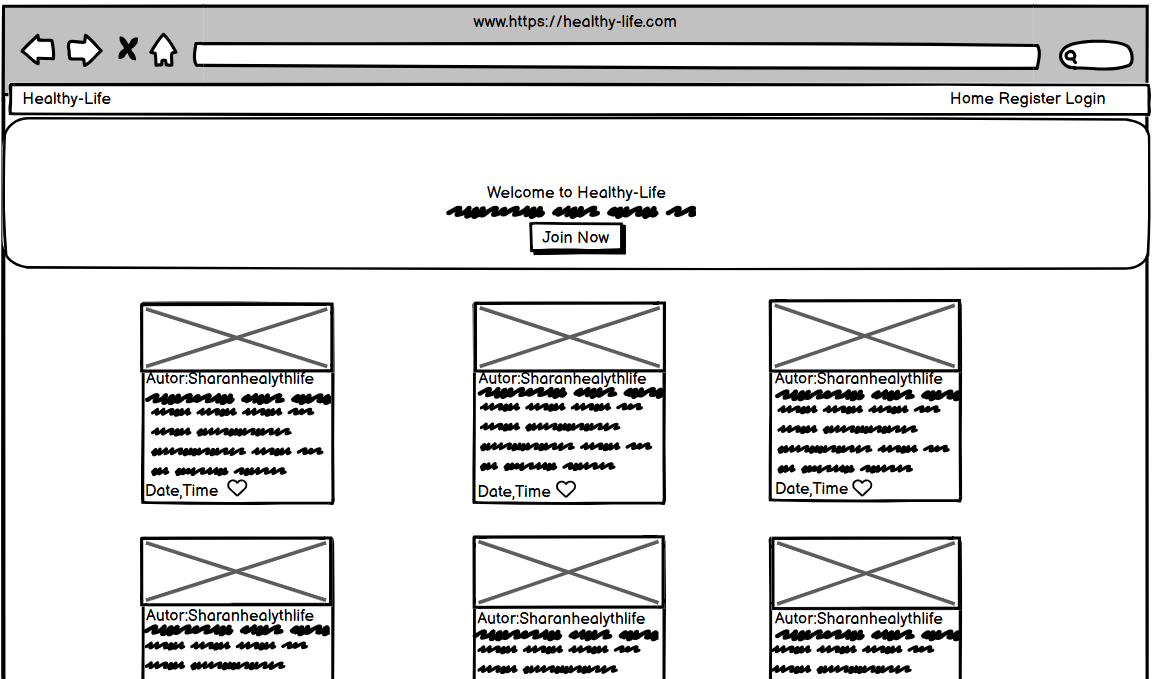 www.https://healthy-life.com
Healthy-Life
Home Register Login
Welcome to Healthy-Life
Join Now
Autor:Sharanhealythlife
Date,Time
Autor:Sharanhealythlife
Date,Time
Autor:Sharanhealythlife
Date,Time
Autor:Sharanhealythlife
Autor:Sharanhealythlife
Autor:Sharanhealythlife